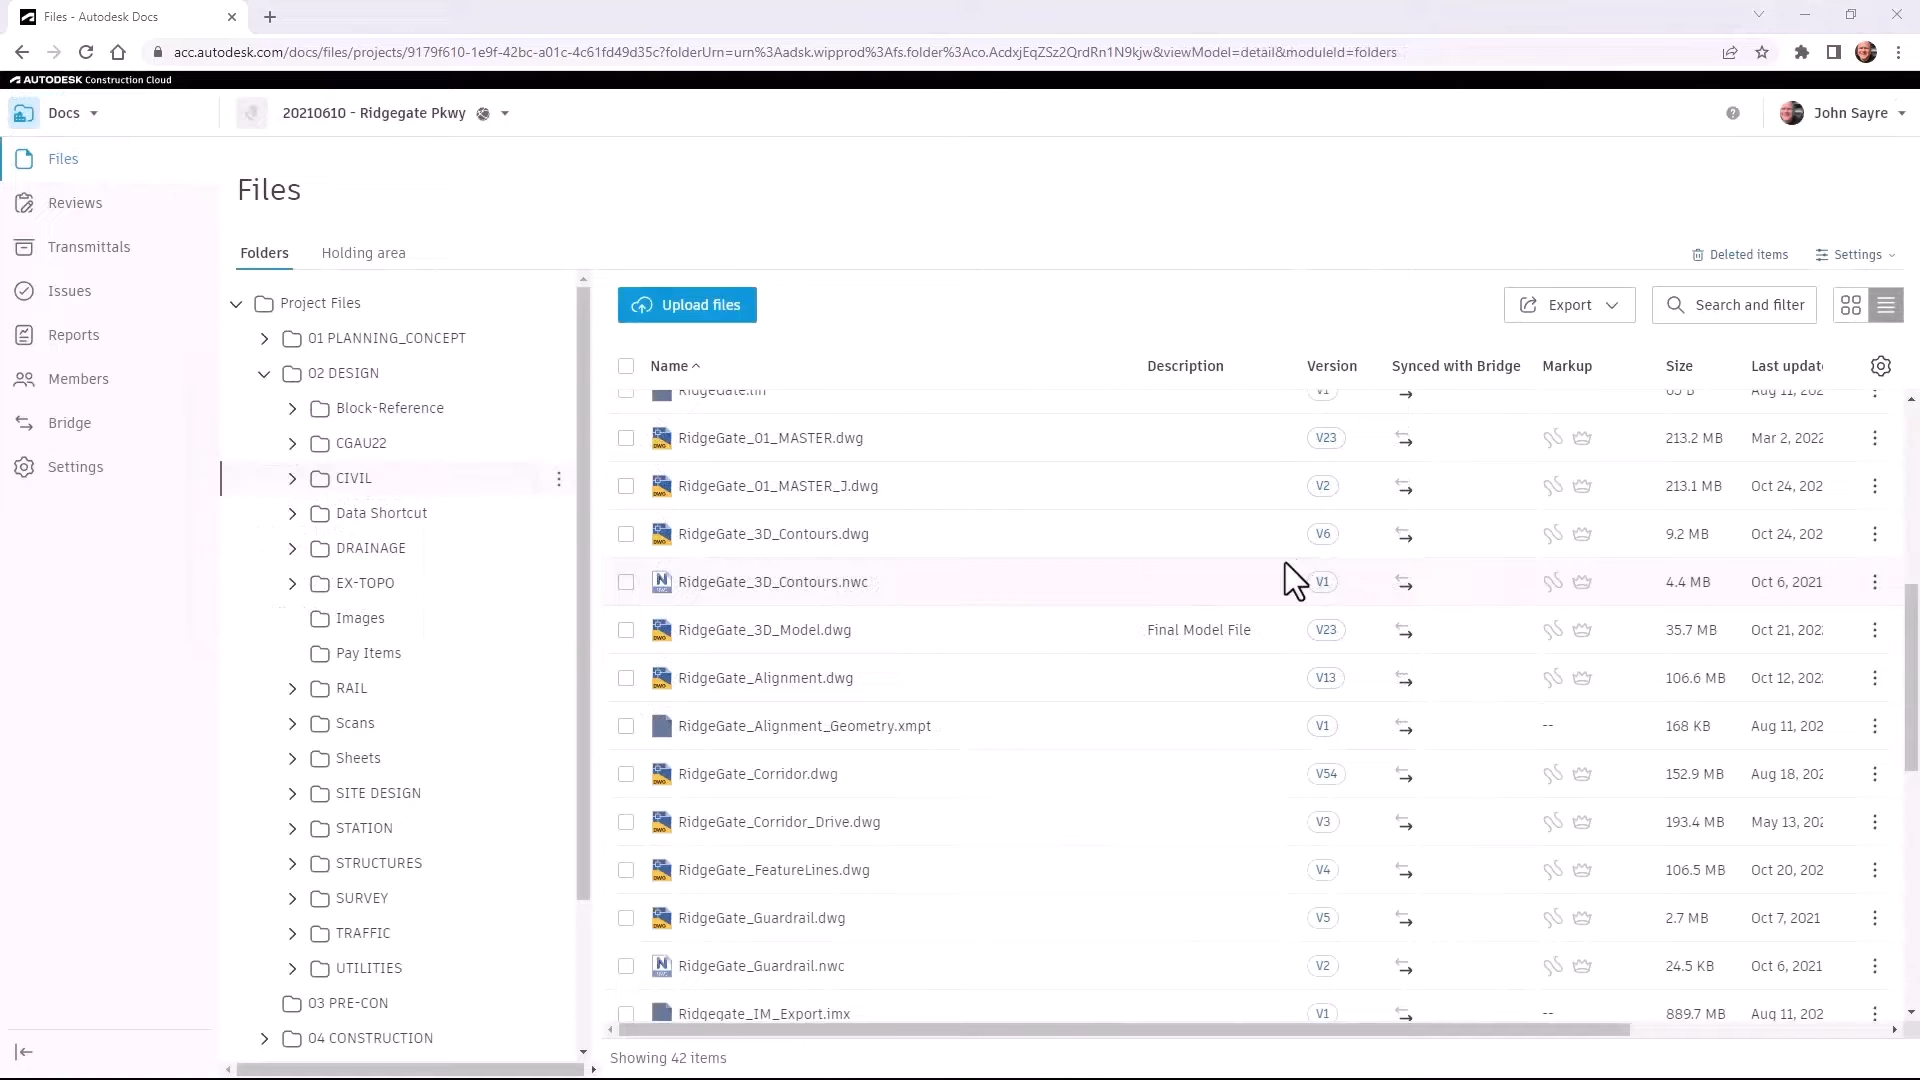 Files - Autodesk Docs
acc.autodesk.com/docs/files/projects/9179f610-1e9f-42bc-a01c-4c61fd49d35c?folderUrn=urn%3Aadsk.wipprod%3Afs.folder%3Aco.AcdxjEqZSz2QrdRn1N9kjw&viewModel=detail&moduleId=folders
AUTODESK Construction Cloud
Docs 20210610 - Ridgegate Pkwy John Sayre
Files
Reviews
Transmittals
Issues
Reports
Members
Bridge
Settings
Files
Folders Holding area
Deleted items Settings
Project Files
01 PLANNING_CONCEPT
02 DESIGN
Block-Reference
CGAU22
CIVIL
Data Shortcut
DRAINAGE
EX-TOPO
Images
Pay Items
RAIL
Scans
Sheets
SITE DESIGN
STATION
STRUCTURES
SURVEY
TRAFFIC
UTILITIES
03 PRE-CON
04 CONSTRUCTION
Upload files Export Search and filter
Name Description Version Synced with Bridge Markup Size Last update
RidgeGate_01_MASTER.dwg V23 213.2 MB Mar 2, 2022
RidgeGate_01_MASTER_J.dwg V2 213.1 MB Oct 24, 202
RidgeGate_3D_Contours.dwg V6 9.2 MB Oct 24, 202
RidgeGate_3D_Contours.nwc V1 4.4 MB Oct 6, 2021
RidgeGate_3D_Model.dwg Final Model File V23 35.7 MB Oct 21, 202
RidgeGate_Alignment.dwg V13 106.6 MB Oct 12, 202
RidgeGate_Alignment_Geometry.xmpt V1 -- 168 KB Aug 11, 202
RidgeGate_Corridor.dwg V54 152.9 MB Aug 18, 202
RidgeGate_Corridor_Drive.dwg V3 193.4 MB May 13, 202
RidgeGate_FeatureLines.dwg V4 106.5 MB Oct 20, 202
RidgeGate_Guardrail.dwg V5 2.7 MB Oct 7, 2021
RidgeGate_Guardrail.nwc V2 24.5 KB Oct 6, 2021
Ridgegate_IM_Export.imx V1 -- 889.7 MB Aug 11, 202
Showing 42 items